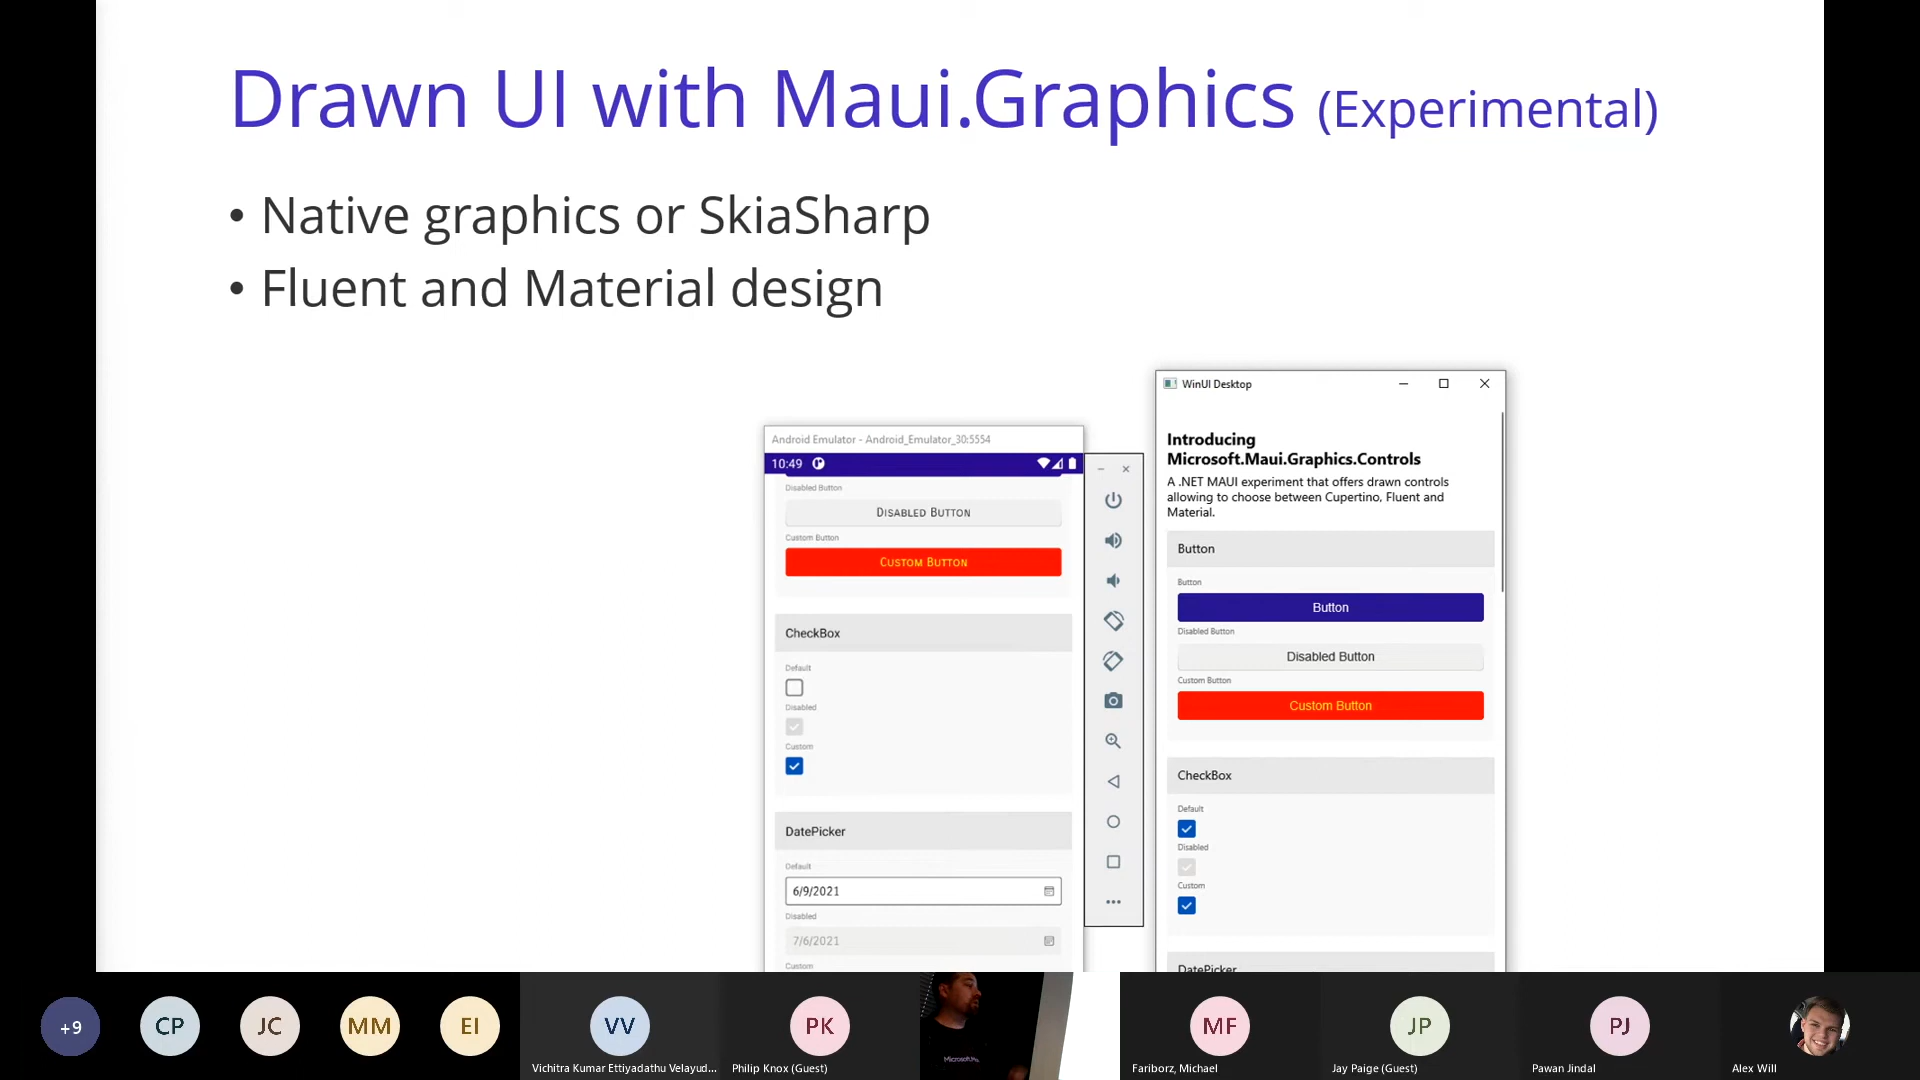 Drawn UI with Maui.Graphics (Experimental)
• Native graphics or SkiaSharp
• Fluent and Material design
Android Emulator - Android_Emulator_30:5554
10:49
Disabled Button
DISABLED BUTTON
Custom Button
CUSTOM BUTTON
CheckBox
Default
Disabled
Custom
DatePicker
Default
6/9/2021
Disabled
7/6/2021
Custom
WinUI Desktop
Introducing
Microsoft.Maui.Graphics.Controls
A .NET MAUI experiment that offers drawn controls
allowing to choose between Cupertino, Fluent and
Material.
Button
Button
Button
Disabled Button
Disabled Button
Custom Button
Custom Button
CheckBox
Default
Disabled
Custom
DatePicker
+9
CP
JC
MM
EI
VV
Vichitra Kumar Ettiyadathu Velayud...
PK
Philip Knox (Guest)
MF
Fariborz, Michael
JP
Jay Paige (Guest)
PJ
Pawan Jindal
Alex Will